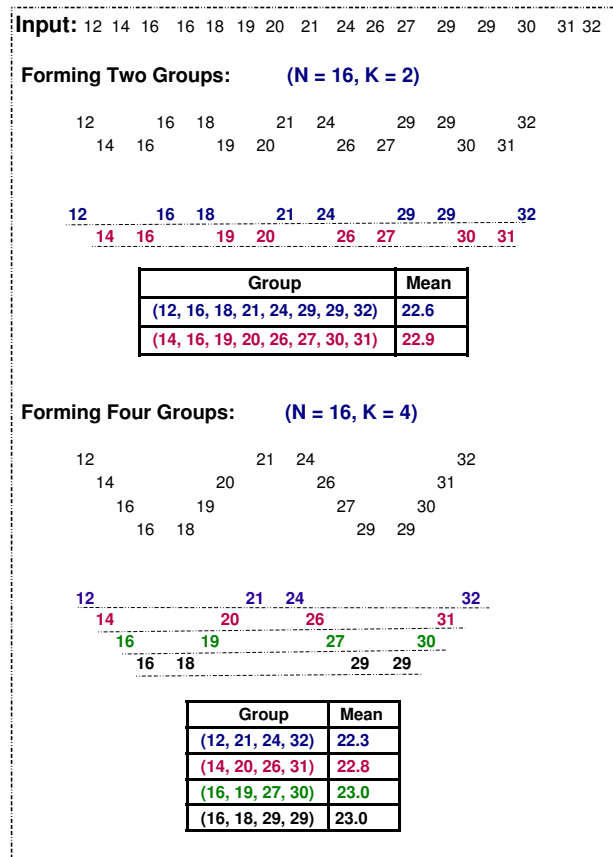 Input: 12 14 16 16 18 19 20 21 24 26 27 29 29 30 31 32
Forming Two Groups: (N = 16, K = 2)
12 16 18 21 24 29 29 32
14 16 19 20 26 27 30 31
12 16 18 21 24 29 29 32
14 16 19 20 26 27 30 31
Group Mean
(12, 16, 18, 21, 24, 29, 29, 32) 22.6
(14, 16, 19, 20, 26, 27, 30, 31) 22.9
Forming Four Groups: (N = 16, K = 4)
12 21 24 32
14 20 26 31
16 19 27 30
16 18 29 29
12 21 24 32
14 20 26 31
16 19 27 30
16 18 29 29
Group Mean
(12, 21, 24, 32) 22.3
(14, 20, 26, 31) 22.8
(16, 19, 27, 30) 23.0
(16, 18, 29, 29) 23.0